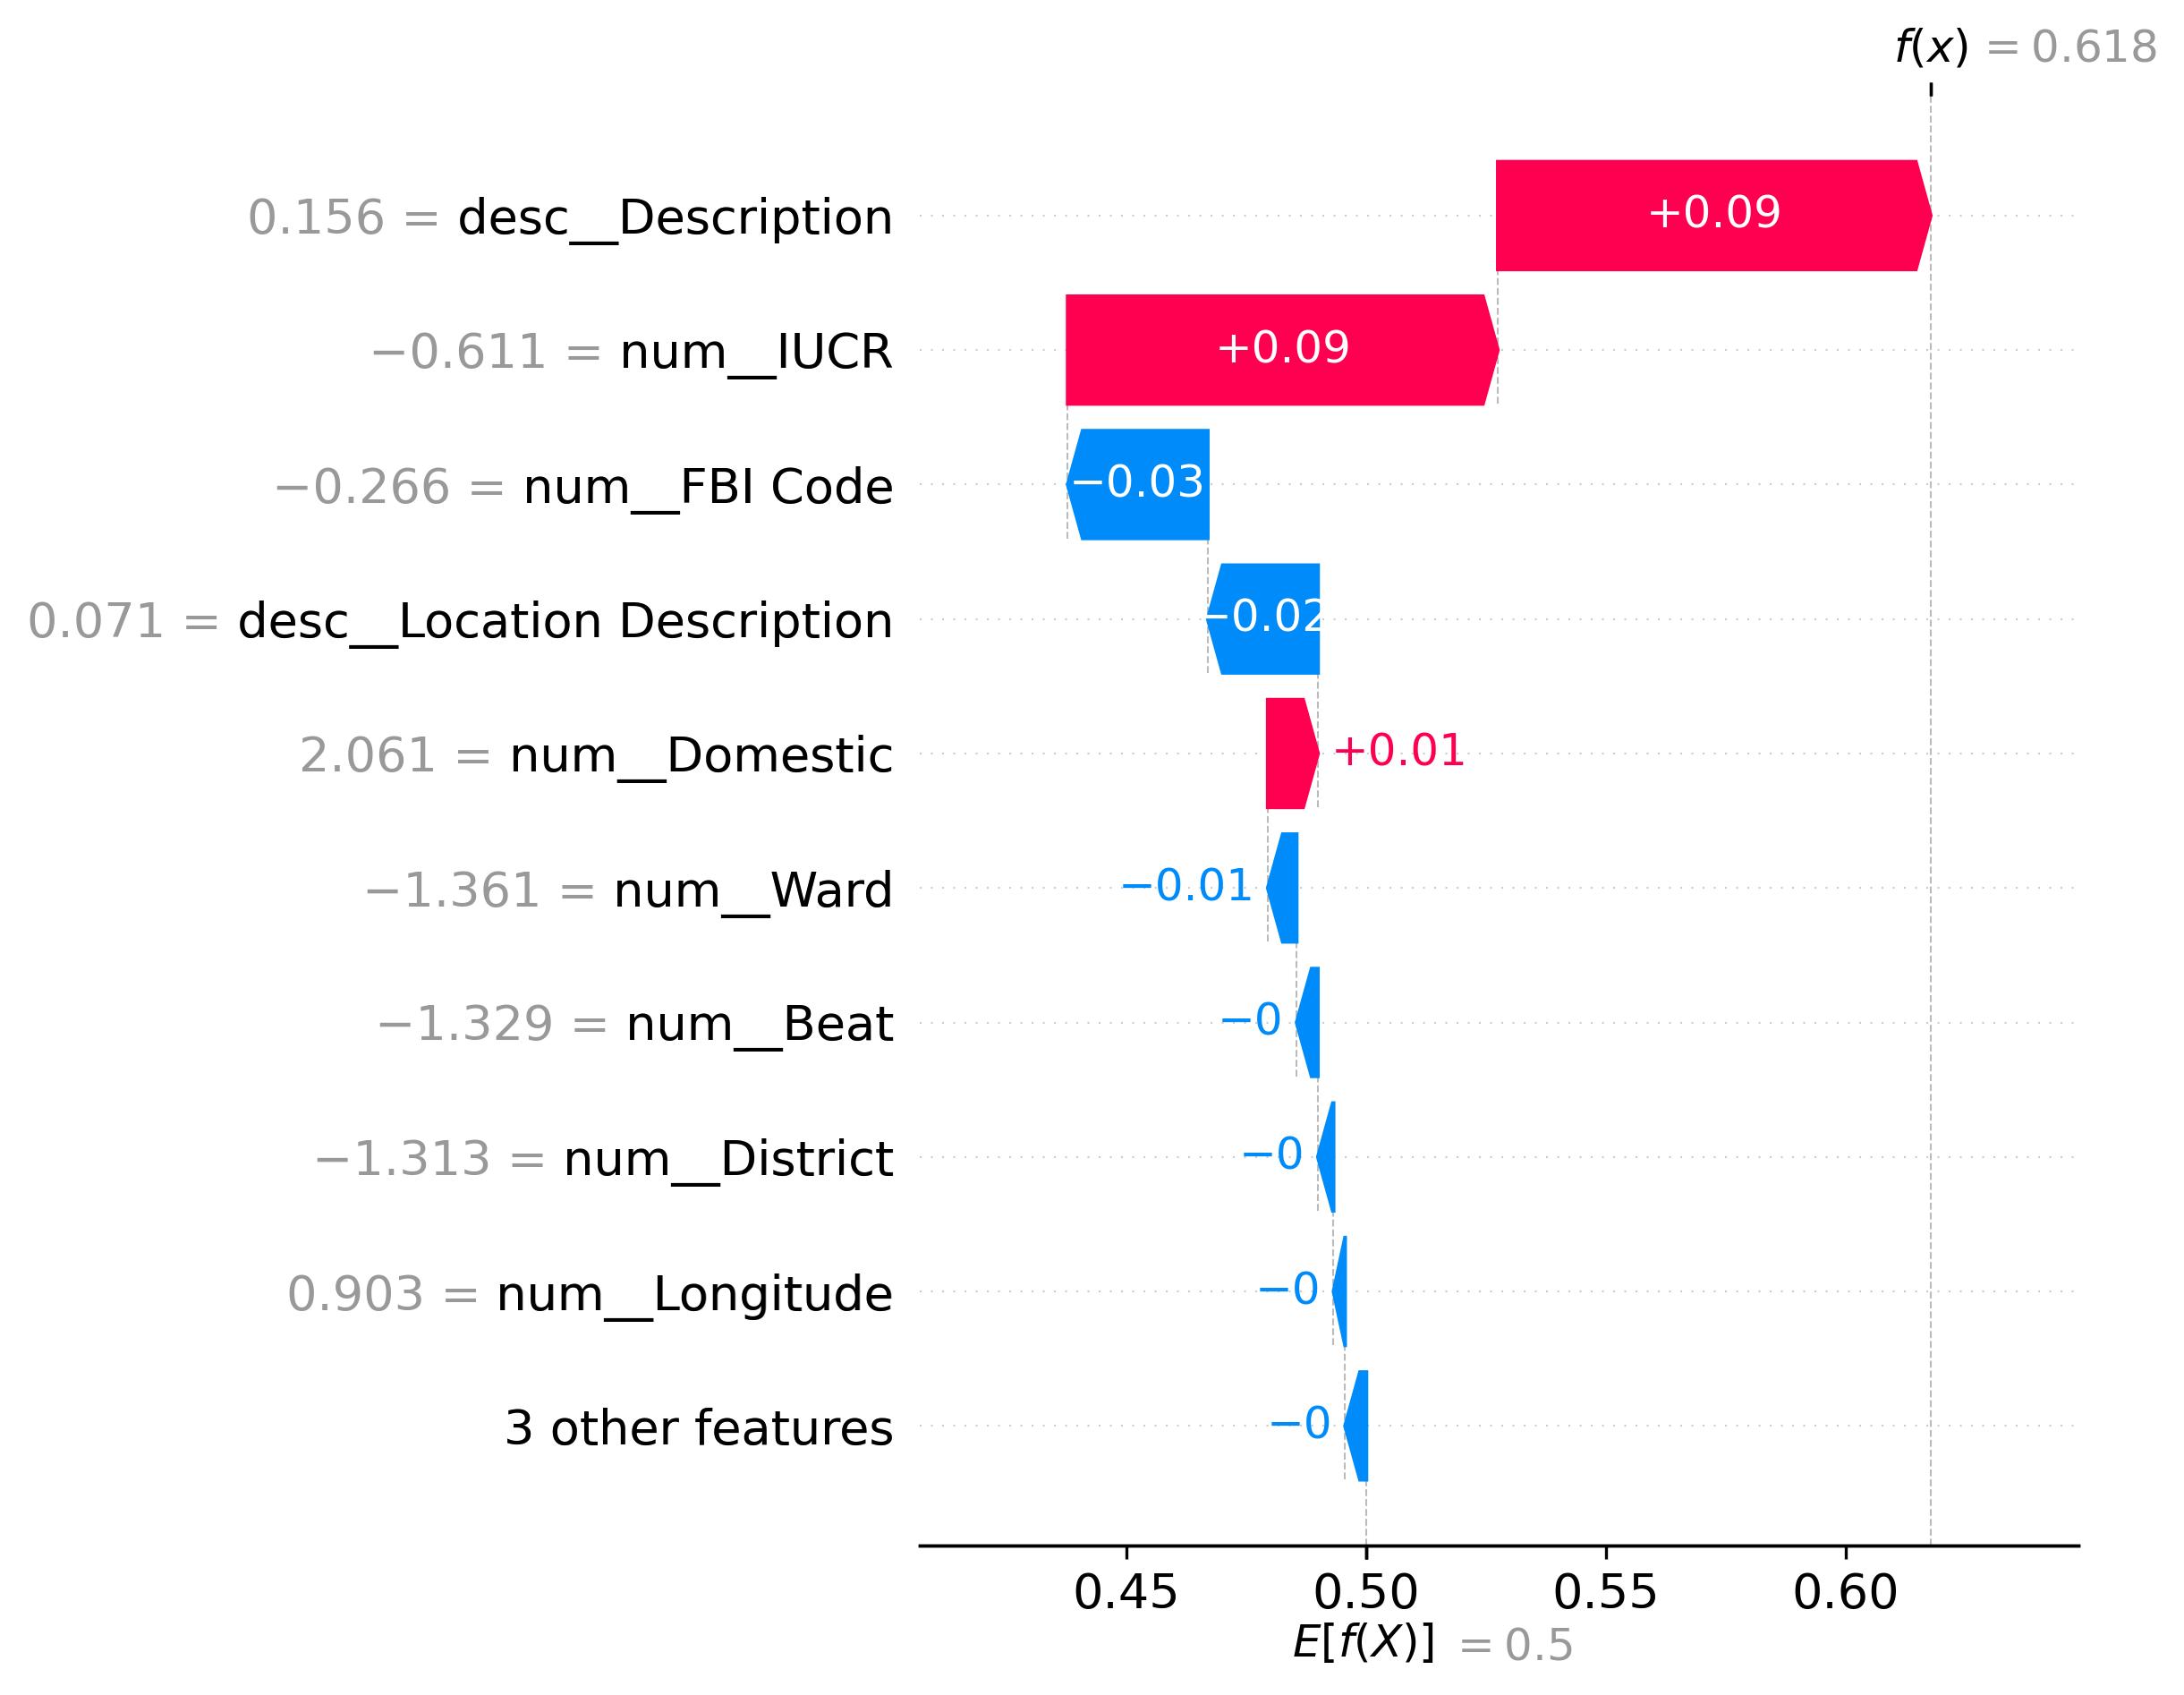 f(x) = 0.618
0.156 = desc__Description +0.09
−0.611 = num__IUCR +0.09
−0.266 = num__FBI Code −0.03
0.071 = desc__Location Description −0.02
2.061 = num__Domestic +0.01
−1.361 = num__Ward −0.01
−1.329 = num__Beat −0
−1.313 = num__District −0
0.903 = num__Longitude −0
3 other features −0
0.45 0.50 0.55 0.60
E[f(X)] = 0.5